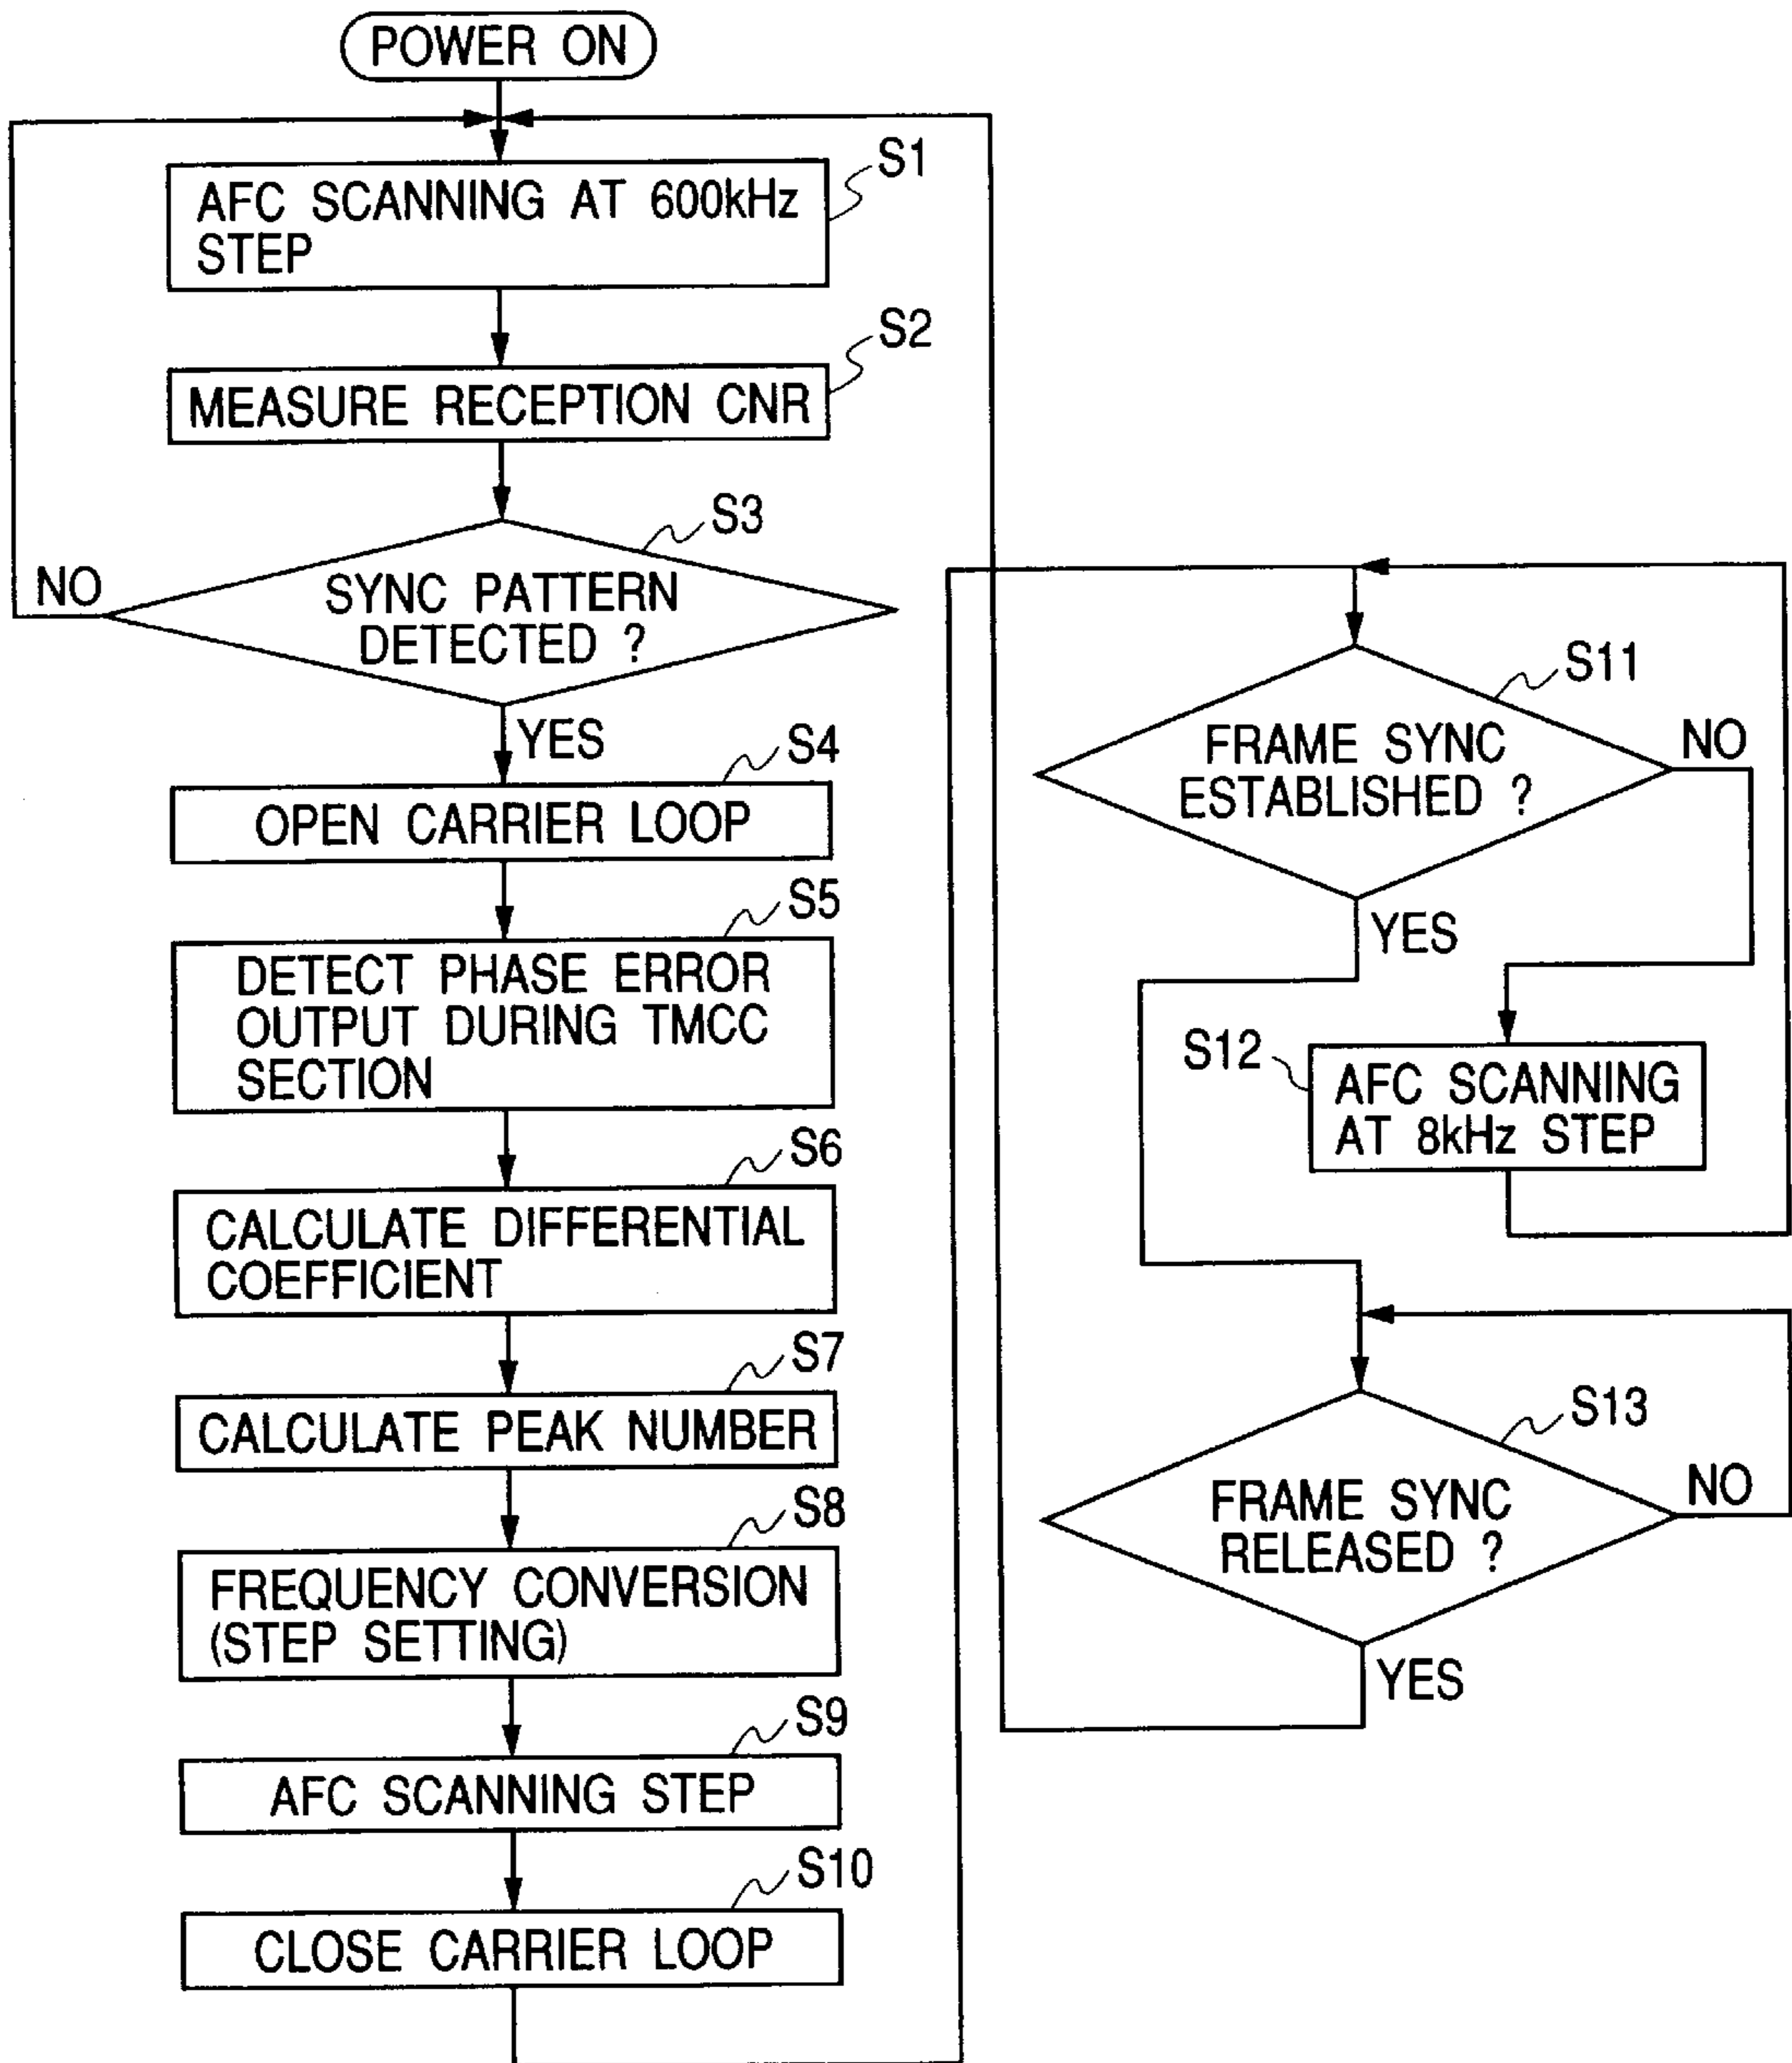 POWER ON
S1
AFC SCANNING AT 600kHz
STEP
S2
MEASURE RECEPTION CNR
S3
NO
SYNC PATTERN
DETECTED ?
YES
S4
OPEN CARRIER LOOP
S5
DETECT PHASE ERROR
OUTPUT DURING TMCC
SECTION
S6
CALCULATE DIFFERENTIAL
COEFFICIENT
S7
CALCULATE PEAK NUMBER
S8
FREQUENCY CONVERSION
(STEP SETTING)
S9
AFC SCANNING STEP
S10
CLOSE CARRIER LOOP
S11
FRAME SYNC
ESTABLISHED ?
NO
YES
S12
AFC SCANNING
AT 8kHz STEP
S13
FRAME SYNC
RELEASED ?
NO
YES